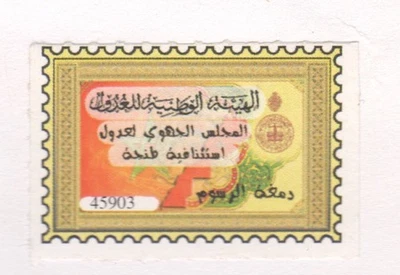 الهيئة الوطنية للعدول
المجلس الجهوي لعدول
استئنافية طنجة
دمغة الرسوم
45903